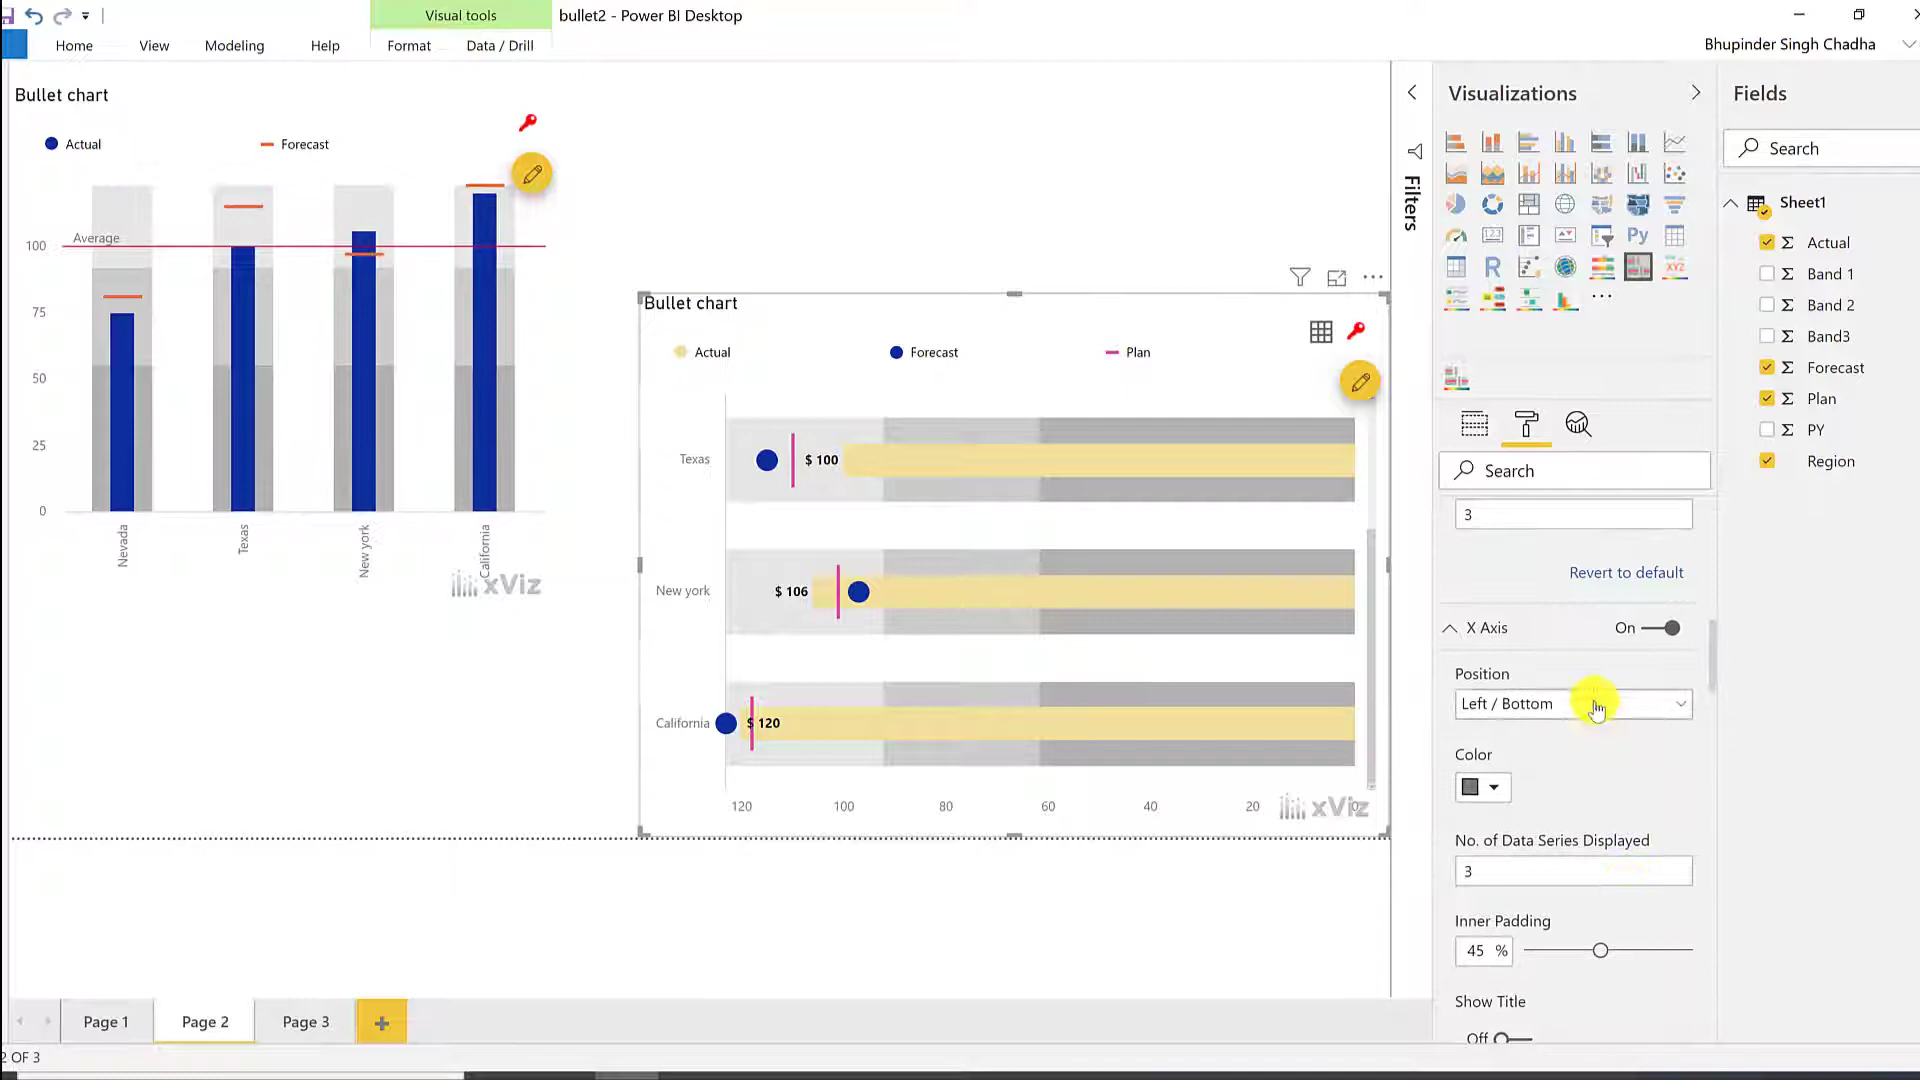 Visual tools
bullet2 - Power BI Desktop
Home
View
Modeling
Help
Format
Data / Drill
Bhupinder Singh Chadha
Bullet chart
Actual
Forecast
Average
100
75
50
25
0
Nevada
Texas
New york
California
xViz
Bullet chart
Actual
Forecast
Plan
Texas
$ 100
New york
$ 106
California
$ 120
120
100
80
60
40
20
0
xViz
Filters
Visualizations
123
Py
R
XYZ
Search
3
Revert to default
X Axis
On
Position
Left / Bottom
Color
No. of Data Series Displayed
3
Inner Padding
45 %
Show Title
Off
Fields
Search
Sheet1
Σ Actual
Σ Band 1
Σ Band 2
Σ Band3
Σ Forecast
Σ Plan
Σ PY
Region
Page 1
Page 2
Page 3
2 OF 3